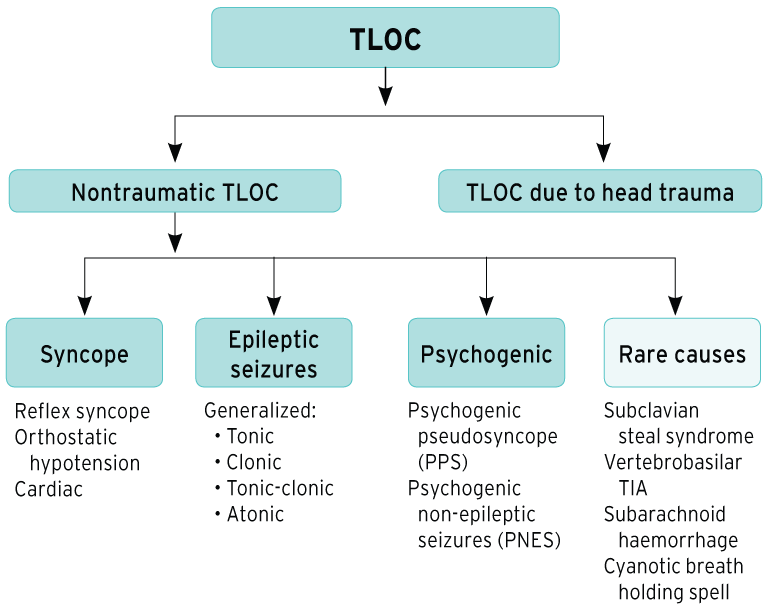 TLOC
Nontraumatic TLOC
TLOC due to head trauma
Syncope
Epileptic
seizures
Psychogenic
Rare causes
Reflex syncope
Orthostatic
hypotension
Cardiac
Generalized:
• Tonic
• Clonic
• Tonic-clonic
• Atonic
Psychogenic
pseudosyncope
(PPS)
Psychogenic
non-epileptic
seizures (PNES)
Subclavian
steal syndrome
Vertebrobasilar
TIA
Subarachnoid
haemorrhage
Cyanotic breath
holding spell